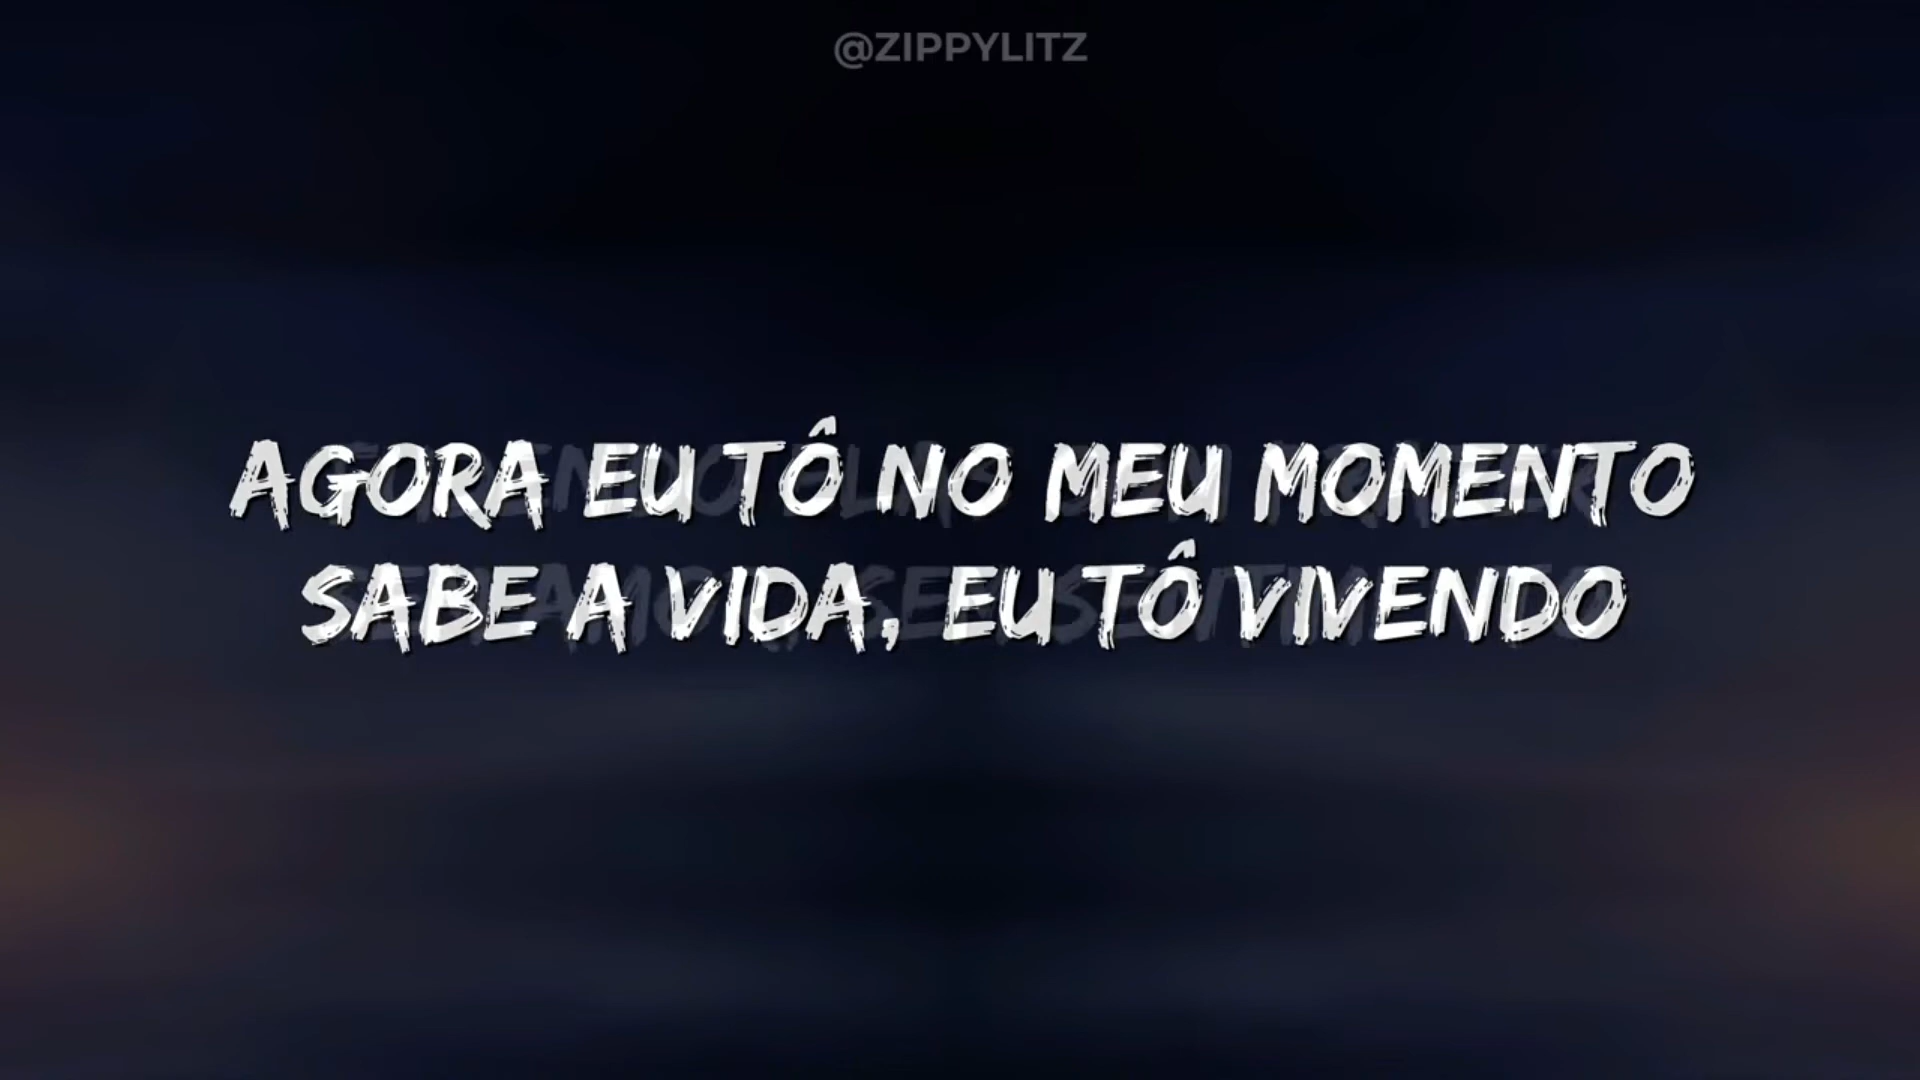 @ZIPPYLITZ
AGORA EU TÔ NO MEU MOMENTO
SABE A VIDA, EU TÔ VIVENDO